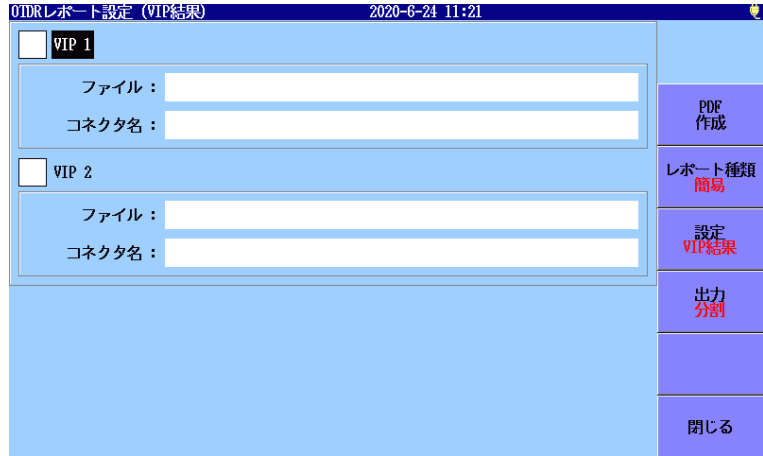 OTDRレポート設定 (VIP結果) 2020-6-24 11:21
VIP 1
ファイル :
コネクタ名 :
VIP 2
ファイル :
コネクタ名 :
PDF
作成
レポート種類
簡易
設定
VIP結果
出力
分割
閉じる